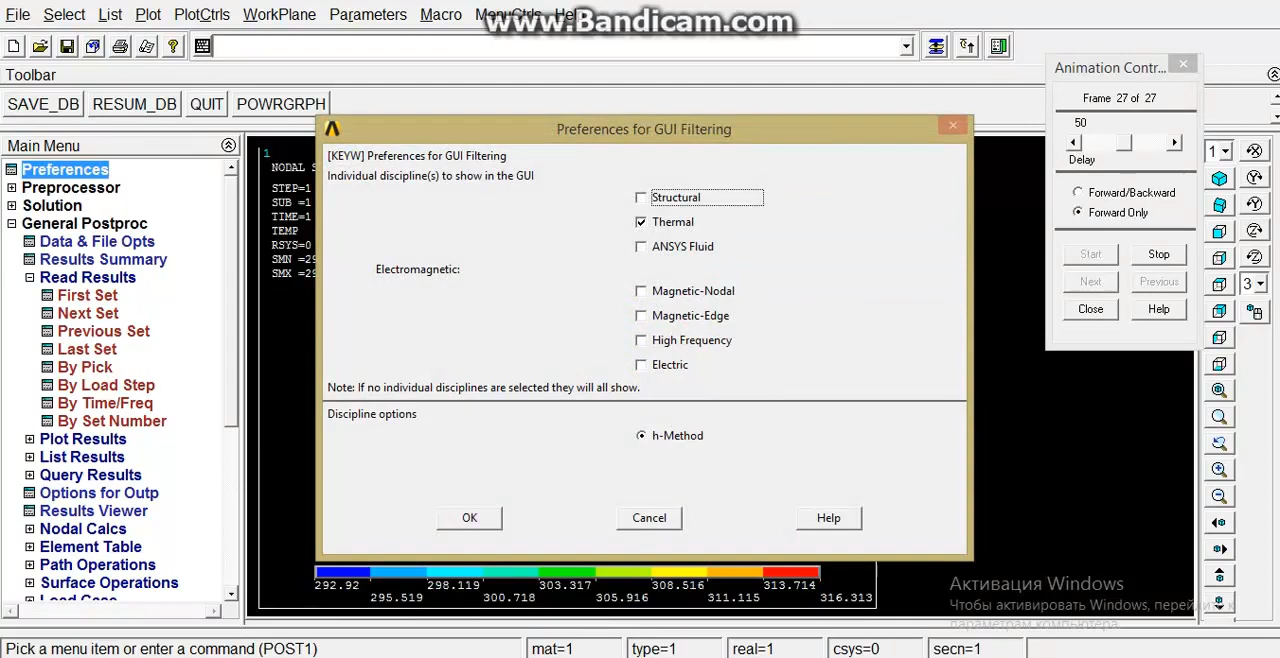 File Select List Plot PlotCtrls WorkPlane Parameters Macro MenuCtrls Help
www.Bandicam.com
Toolbar
SAVE_DB RESUM_DB QUIT POWRGRPH
Main Menu
Preferences
Preprocessor
Solution
General Postproc
Data & File Opts
Results Summary
Read Results
First Set
Next Set
Previous Set
Last Set
By Pick
By Load Step
By Time/Freq
By Set Number
Plot Results
List Results
Query Results
Options for Outp
Results Viewer
Nodal Calcs
Element Table
Path Operations
Surface Operations
Load Case
1
NODAL S
STEP=1
SUB =1
TIME=1
TEMP
RSYS=0
SMN =29
SMX =
Preferences for GUI Filtering
[KEYW] Preferences for GUI Filtering
Individual discipline(s) to show in the GUI
Structural
Thermal
ANSYS Fluid
Electromagnetic:
Magnetic-Nodal
Magnetic-Edge
High Frequency
Electric
Note: If no individual disciplines are selected they will all show.
Discipline options
h-Method
OK Cancel Help
292.92 298.119 303.317 308.516 313.714
295.519 300.718 305.916 311.115 316.313
Animation Contr...
Frame 27 of 27
50
Delay
Forward/Backward
Forward Only
Start Stop
Next Previous
Close Help
1
3
Активация Windows
Чтобы активировать Windows, перейдите к
параметрам компьютера.
Pick a menu item or enter a command (POST1) mat=1 type=1 real=1 csys=0 secn=1